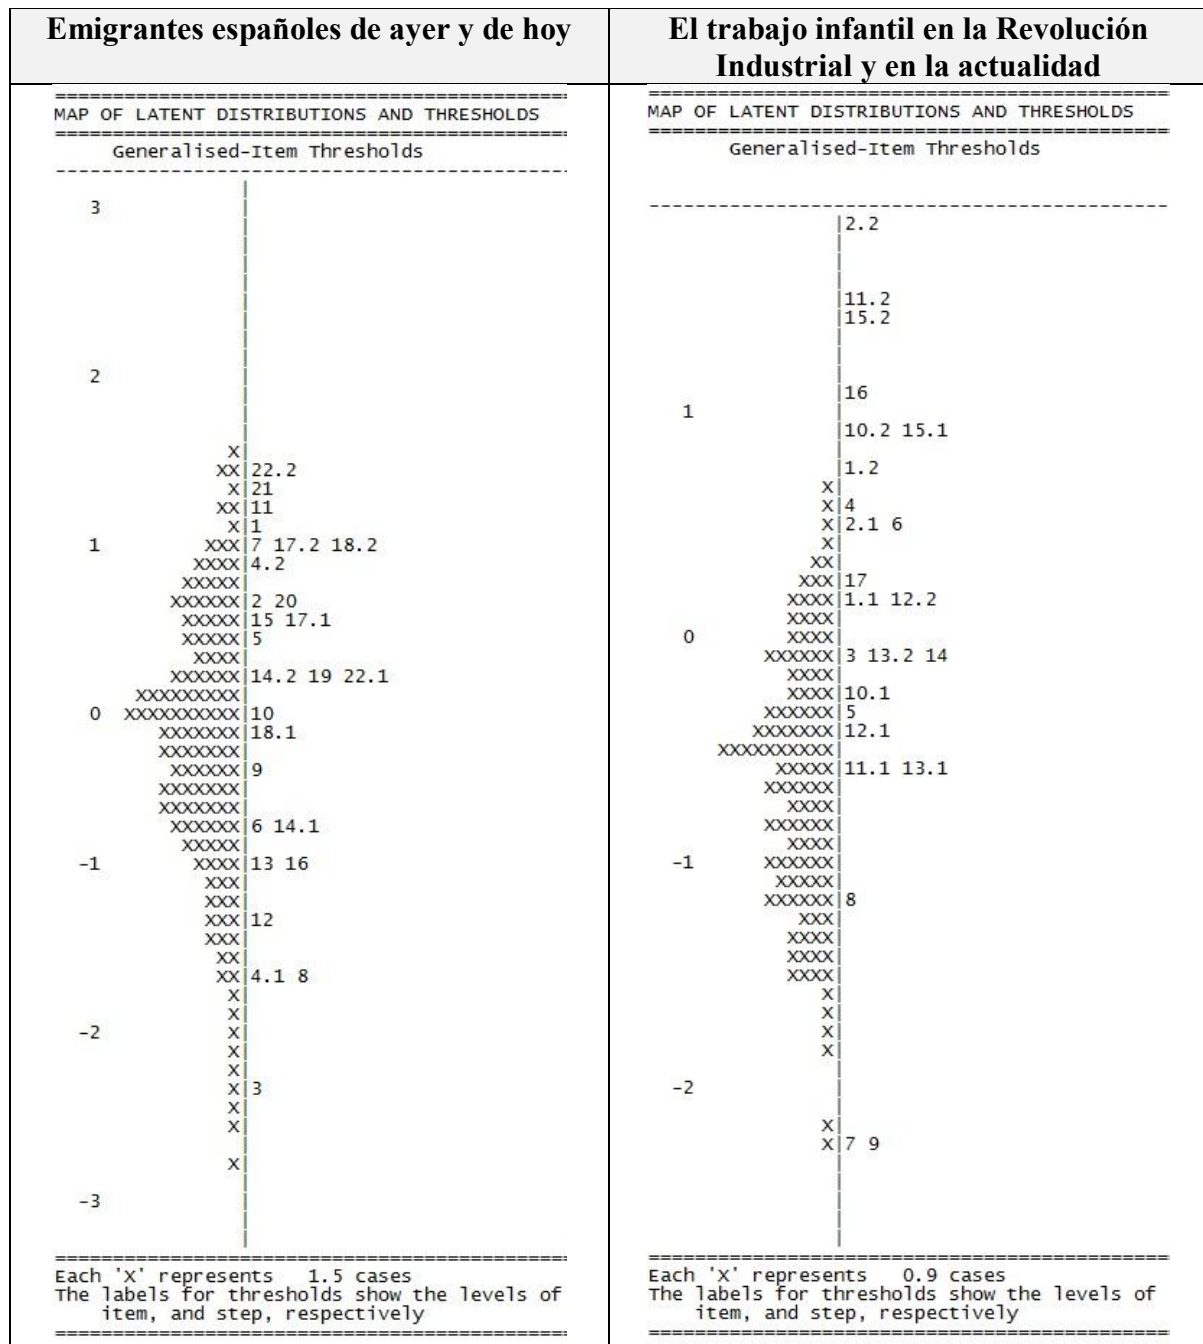 Emigrantes españoles de ayer y de hoy
==============================================
MAP OF LATENT DISTRIBUTIONS AND THRESHOLDS
==============================================
Generalised-Item Thresholds
----------------------------------------------
|
3 |
|
|
|
|
|
|
|
|
2 |
|
|
|
X|
XX|22.2
X|21
XX|11
X|1
1 XXX|7 17.2 18.2
XXXX|4.2
XXXXX|
XXXXXX|2 20
XXXXX|15 17.1
XXXXX|5
XXXX|
XXXXXX|14.2 19 22.1
XXXXXXXXX|
0 XXXXXXXXXX|10
XXXXXXX|18.1
XXXXXXX|
XXXXXX|9
XXXXXXX|
XXXXXXX|
XXXXXX|6 14.1
XXXXX|
-1 XXXX|13 16
XXX|
XXX|
XXX|12
XXX|
XX|
XX|4.1 8
X|
X|
-2 X|
X|
X|
X|3
X|
X|
|
X|
|
-3 |
|
|
==============================================
Each 'X' represents 1.5 cases
The labels for thresholds show the levels of
item, and step, respectively
==============================================
El trabajo infantil en la Revolución
Industrial y en la actualidad
==============================================
MAP OF LATENT DISTRIBUTIONS AND THRESHOLDS
==============================================
Generalised-Item Thresholds
----------------------------------------------
|2.2
|
|
|
|11.2
|15.2
|
|
|
|16
1 |
|10.2 15.1
|
|1.2
X|
X|4
X|2.1 6
X|
XX|
XXX|17
XXXX|1.1 12.2
XXXX|
0 XXXX|
XXXXXX|3 13.2 14
XXXX|
XXXX|10.1
XXXXXX|5
XXXXXXX|12.1
XXXXXXXXXX|
XXXXX|11.1 13.1
XXXXXX|
XXXX|
XXXXXX|
XXXX|
-1 XXXXXX|
XXXXX|
XXXXXX|8
XXX|
XXXX|
XXXX|
XXXX|
X|
X|
X|
X|
|
-2 |
|
X|
X|7 9
|
|
|
|
|
==============================================
Each 'X' represents 0.9 cases
The labels for thresholds show the levels of
item, and step, respectively
==============================================